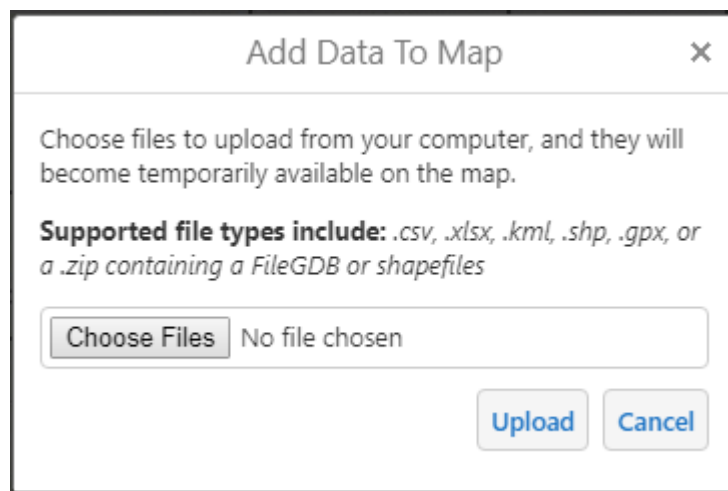 Add Data To Map ×
Choose files to upload from your computer, and they will
become temporarily available on the map.
Supported file types include: .csv, .xlsx, .kml, .shp, .gpx, or
a .zip containing a FileGDB or shapefiles
Choose Files No file chosen
Upload Cancel